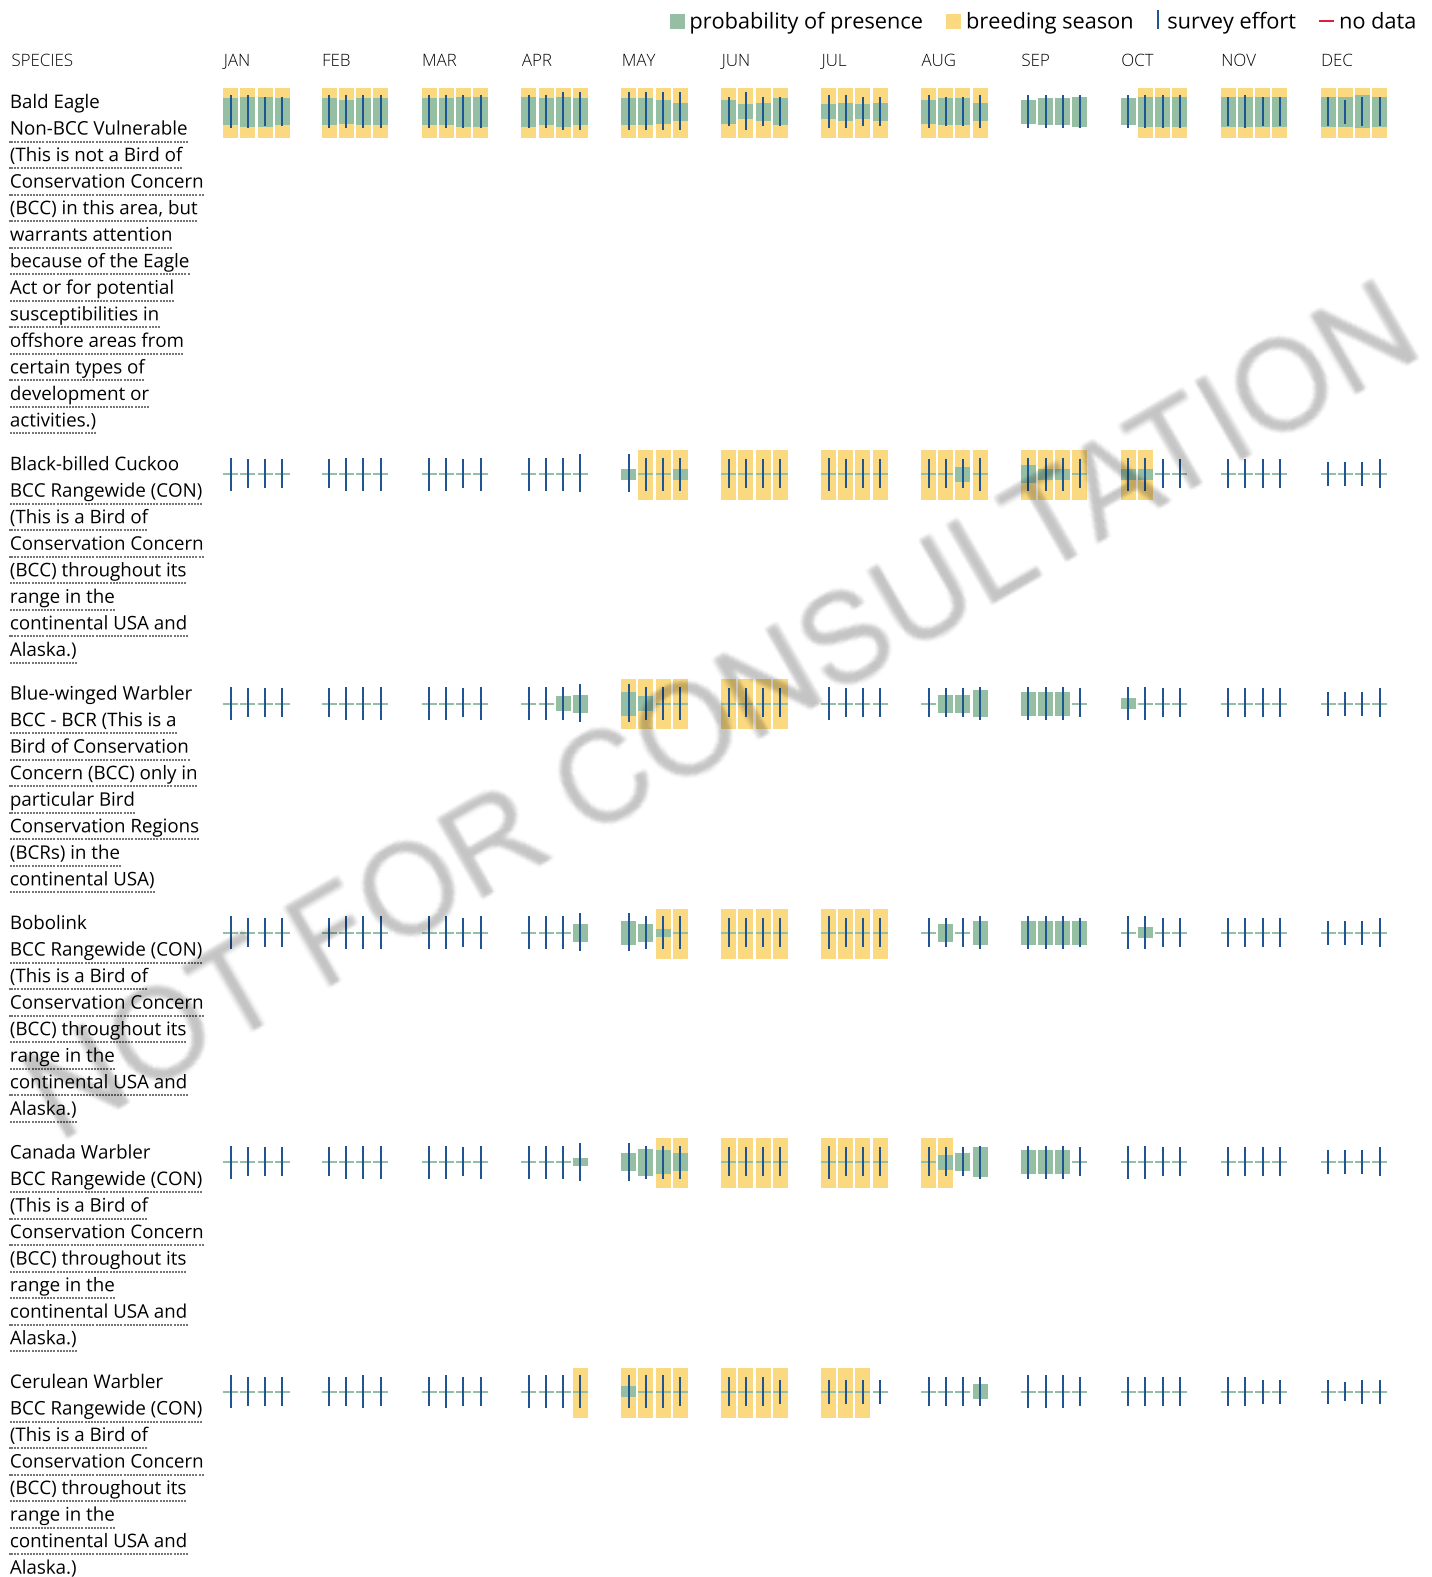 probability of presence breeding season survey effort no data
SPECIES JAN FEB MAR APR MAY JUN JUL AUG SEP OCT NOV DEC
Bald Eagle
Non-BCC Vulnerable
(This is not a Bird of
Conservation Concern
(BCC) in this area, but
warrants attention
because of the Eagle
Act or for potential
susceptibilities in
offshore areas from
certain types of
development or
activities.)
Black-billed Cuckoo
BCC Rangewide (CON)
(This is a Bird of
Conservation Concern
(BCC) throughout its
range in the
continental USA and
Alaska.)
Blue-winged Warbler
BCC - BCR (This is a
Bird of Conservation
Concern (BCC) only in
particular Bird
Conservation Regions
(BCRs) in the
continental USA)
Bobolink
BCC Rangewide (CON)
(This is a Bird of
Conservation Concern
(BCC) throughout its
range in the
continental USA and
Alaska.)
Canada Warbler
BCC Rangewide (CON)
(This is a Bird of
Conservation Concern
(BCC) throughout its
range in the
continental USA and
Alaska.)
Cerulean Warbler
BCC Rangewide (CON)
(This is a Bird of
Conservation Concern
(BCC) throughout its
range in the
continental USA and
Alaska.)
NOT FOR CONSULTATION